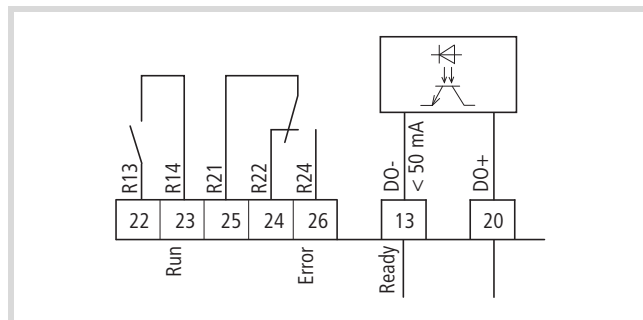 R13
R14
R21
R22
R24
DO-
< 50 mA
DO+
22 23 25 24 26 13 20
Run
Error
Ready